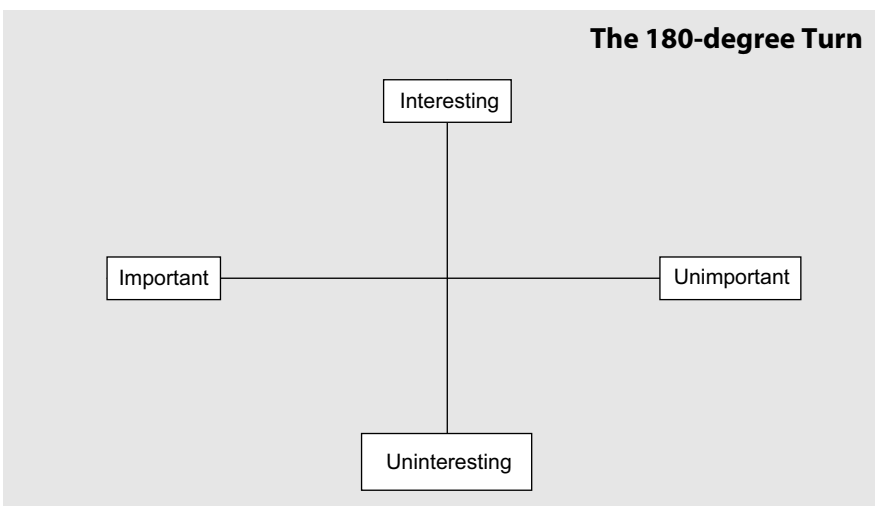 The 180-degree Turn
Interesting
Important
Unimportant
Uninteresting